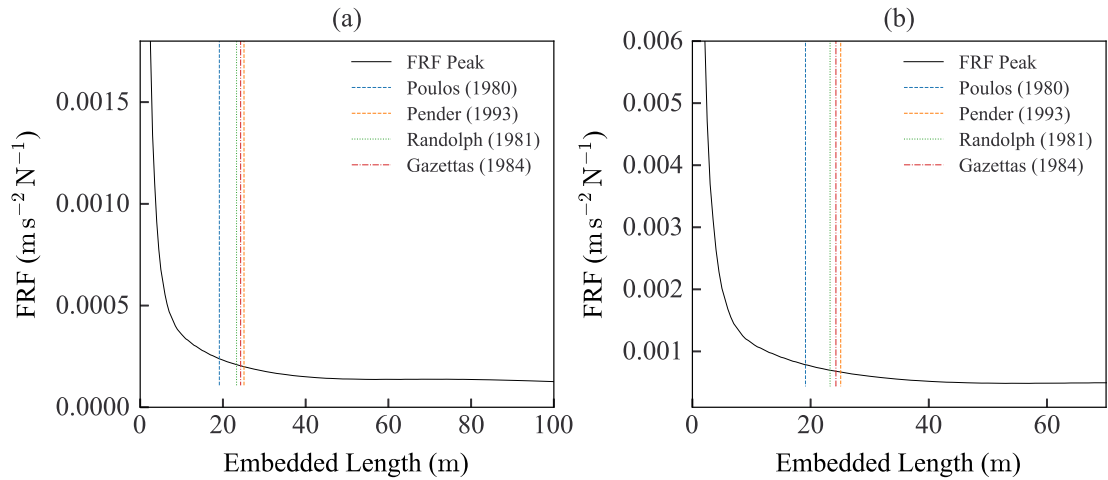 (a)
FRF (m s−2 N−1)
0.0015
0.0010
0.0005
0.0000
FRF Peak
Poulos (1980)
Pender (1993)
Randolph (1981)
Gazettas (1984)
0 20 40 60 80 100
Embedded Length (m)
(b)
FRF (m s−2 N−1)
0.006
0.005
0.004
0.003
0.002
0.001
FRF Peak
Poulos (1980)
Pender (1993)
Randolph (1981)
Gazettas (1984)
0 20 40 60
Embedded Length (m)